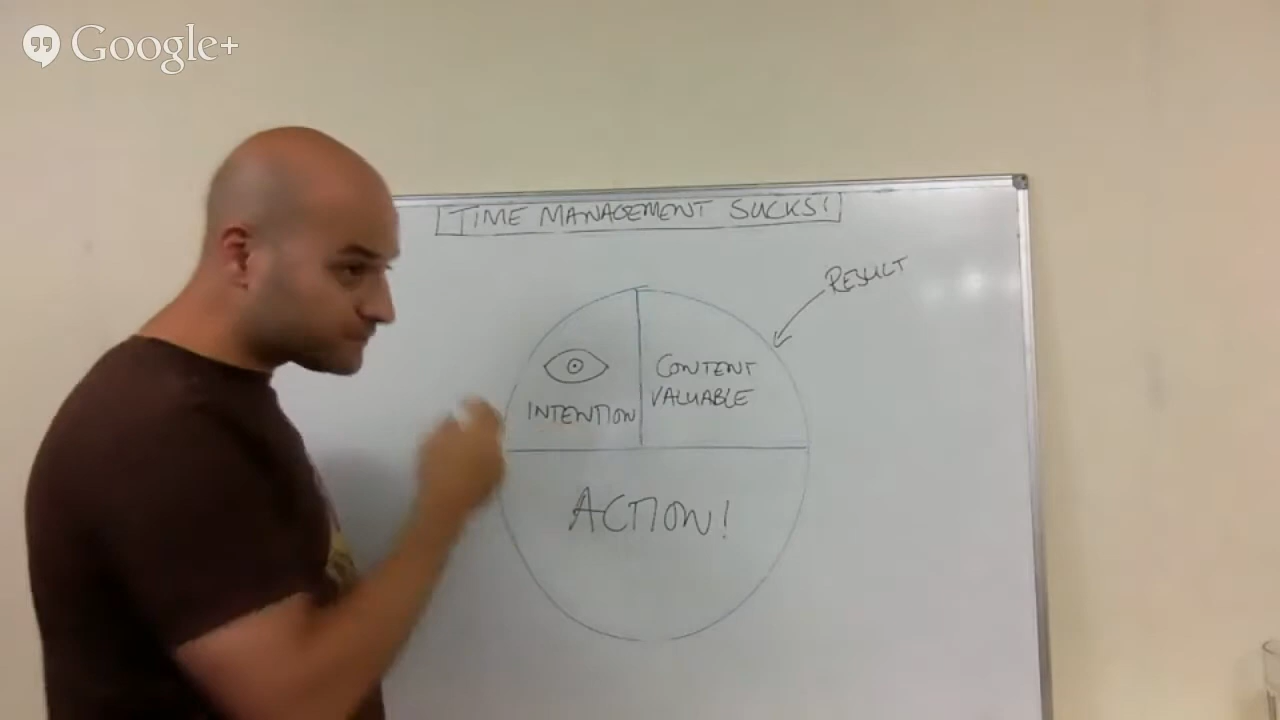 Google+
TIME MANAGEMENT SUCKS!
RESULT
INTENTION
CONTENT
VALUABLE
ACTION!